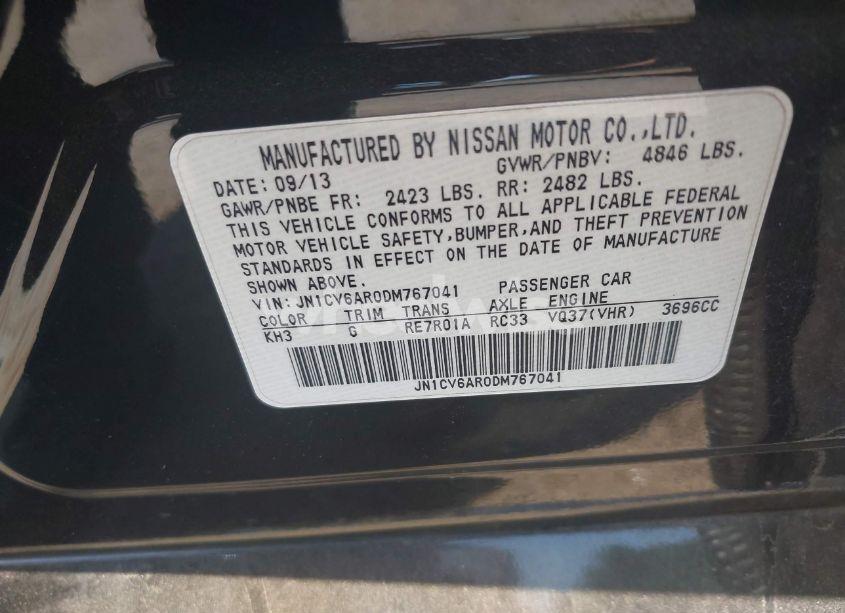 MANUFACTURED BY NISSAN MOTOR CO.,LTD.
DATE: 09/13 GVWR/PNBV: 4846 LBS.
GAWR/PNBE FR: 2423 LBS. RR: 2482 LBS.
THIS VEHICLE CONFORMS TO ALL APPLICABLE FEDERAL
MOTOR VEHICLE SAFETY,BUMPER,AND THEFT PREVENTION
STANDARDS IN EFFECT ON THE DATE OF MANUFACTURE
SHOWN ABOVE.
VIN: JN1CV6AR0DM767041 PASSENGER CAR
COLOR TRIM TRANS AXLE ENGINE
KH3 G RE7R01A RC33 VQ37(VHR) 3696CC
JN1CV6AR0DM767041